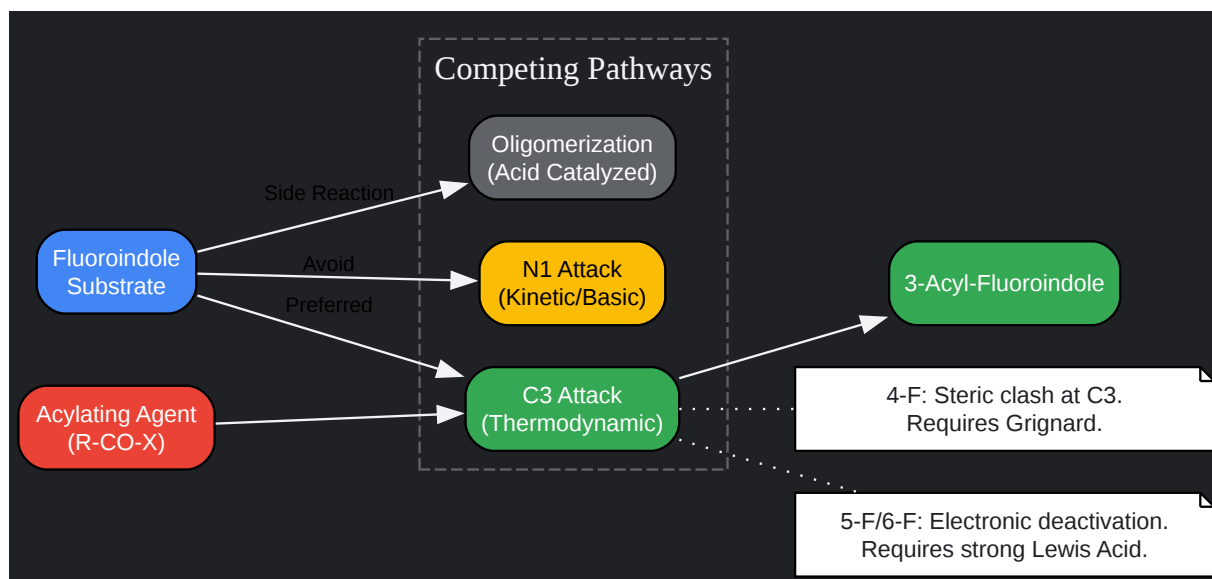 Competing Pathways
Oligomerization
(Acid Catalyzed)
Side Reaction
Fluoroindole
Substrate
Avoid
N1 Attack
(Kinetic/Basic)
3-Acyl-Fluoroindole
Preferred
Acylating Agent
(R-CO-X)
C3 Attack
(Thermodynamic)
4-F: Steric clash at C3.
Requires Grignard.
5-F/6-F: Electronic deactivation.
Requires strong Lewis Acid.